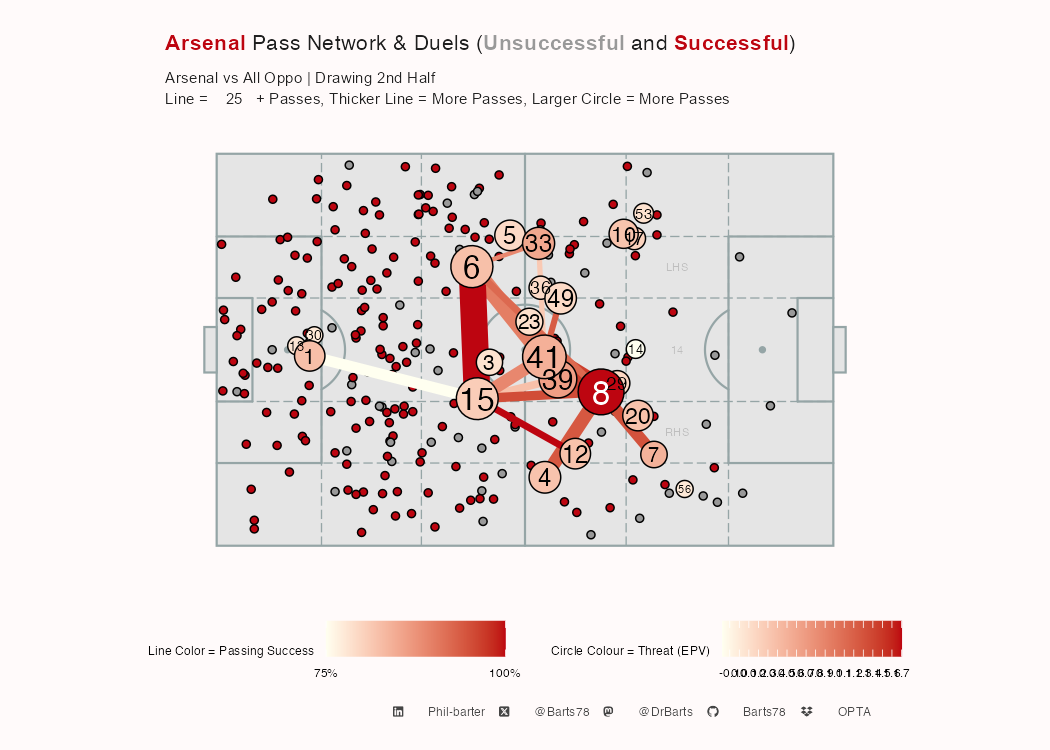 Arsenal Pass Network & Duels (Unsuccessful and Successful)
Arsenal vs All Oppo | Drawing 2nd Half
Line = 25 + Passes, Thicker Line = More Passes, Larger Circle = More Passes
53
5
33
10
17
6
LHS
36
49
23
30
18
1
41
14
14
3
39
29
8
15
20
RHS
12
7
4
56
Line Color = Passing Success
75%
100%
Circle Colour = Threat (EPV)
Phil-barter
@Barts78
@DrBarts
Barts78
OPTA